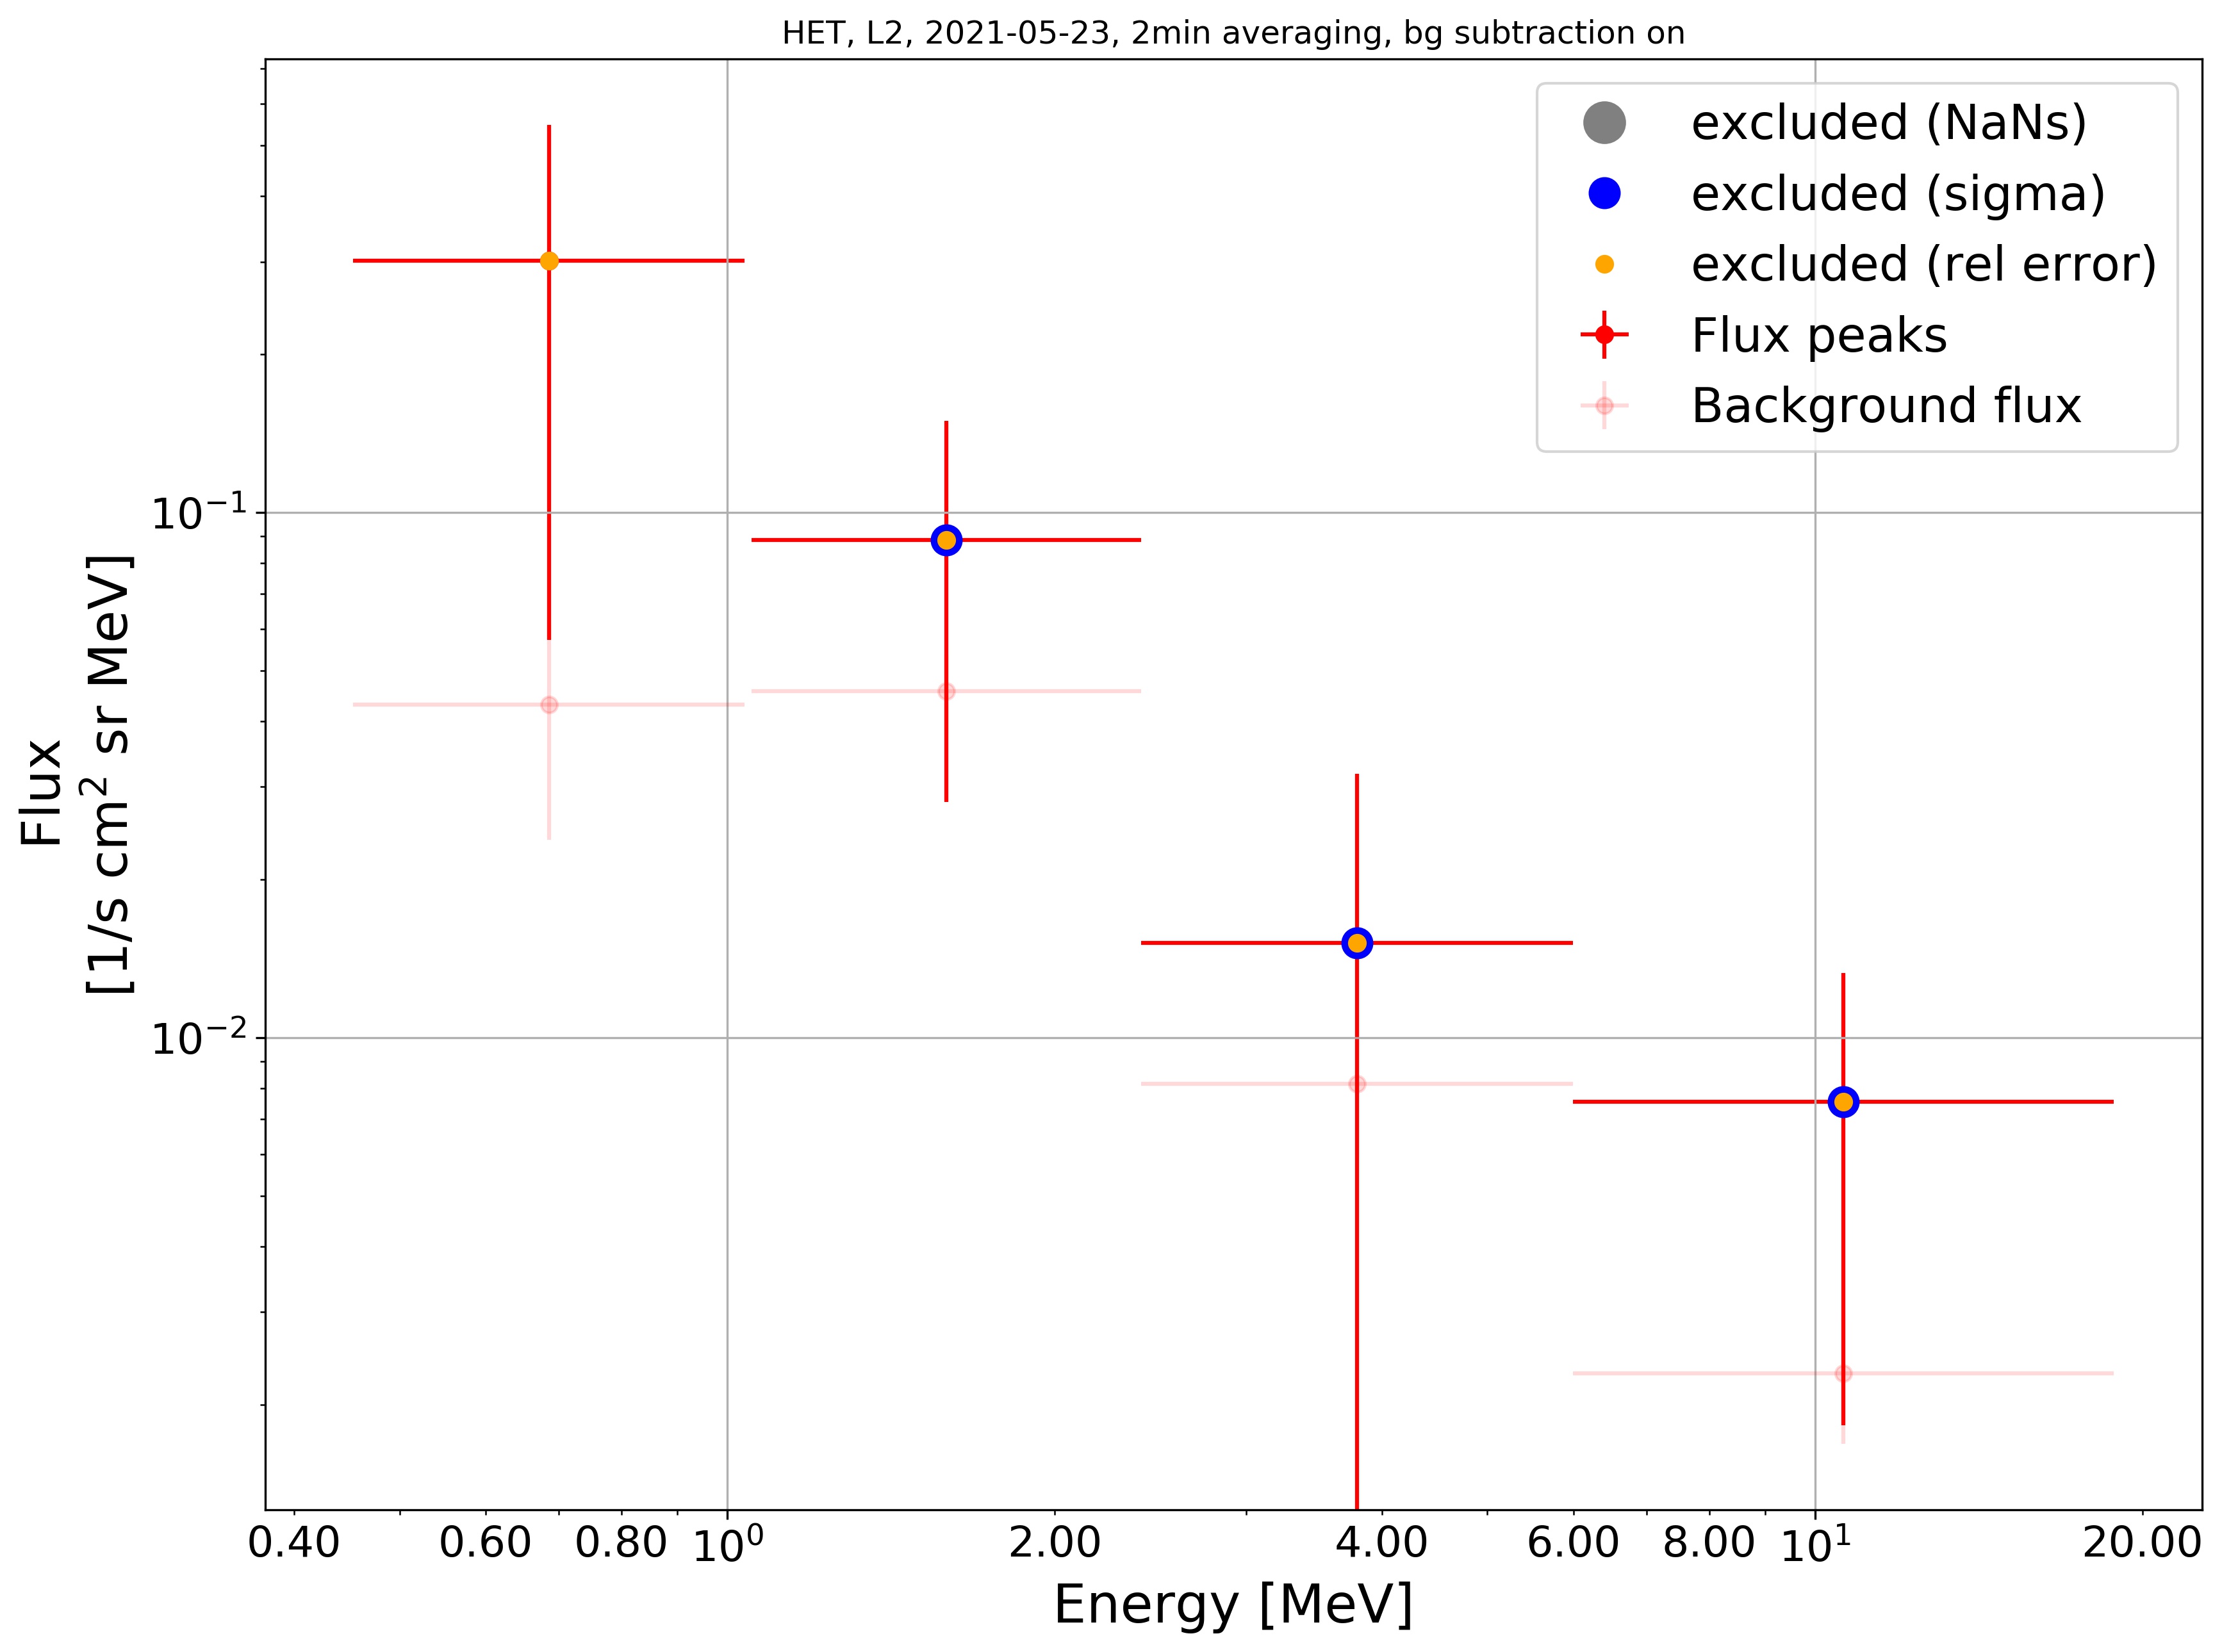 HET, L2, 2021-05-23, 2min averaging, bg subtraction on
excluded (NaNs)
excluded (sigma)
excluded (rel error)
Flux peaks
Background flux
10⁻¹
10⁻²
Flux
[1/s cm² sr MeV]
0.40 0.60 0.80 10⁰ 2.00 4.00 6.00 8.00 10¹ 20.00
Energy [MeV]